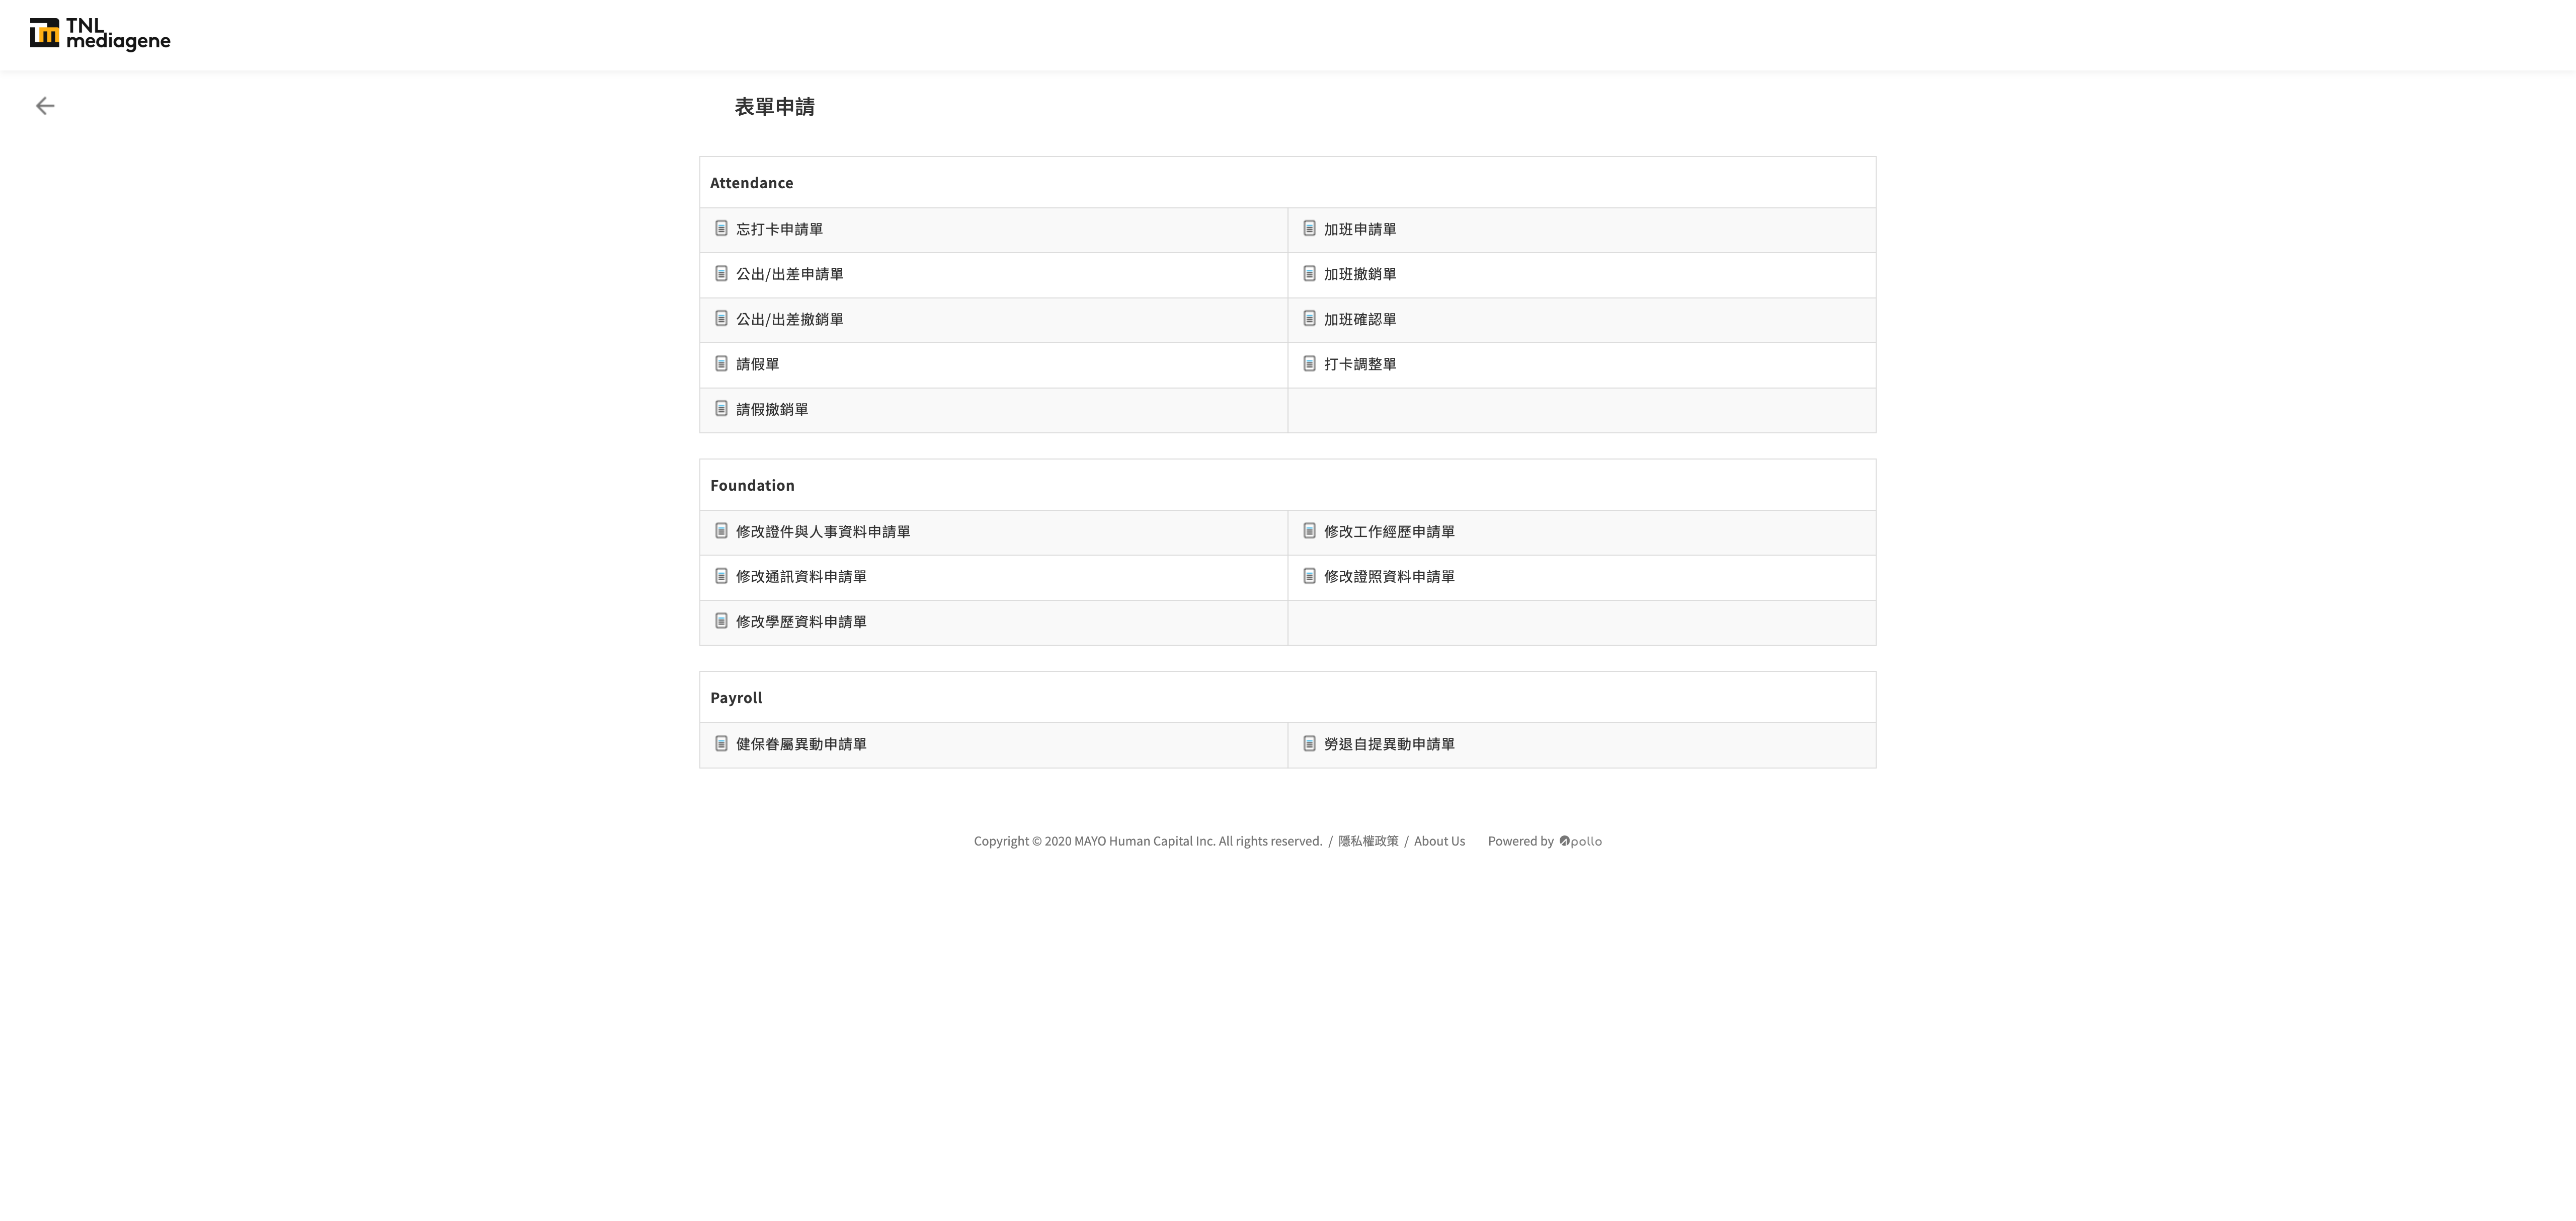 TNL
mediagene
表單申請
Attendance
忘打卡申請單
加班申請單
公出/出差申請單
加班撤銷單
公出/出差撤銷單
加班確認單
請假單
打卡調整單
請假撤銷單
Foundation
修改證件與人事資料申請單
修改工作經歷申請單
修改通訊資料申請單
修改證照資料申請單
修改學歷資料申請單
Payroll
健保眷屬異動申請單
勞退自提異動申請單
Copyright © 2020 MAYO Human Capital Inc. All rights reserved. / 隱私權政策 / About Us Powered by Apollo